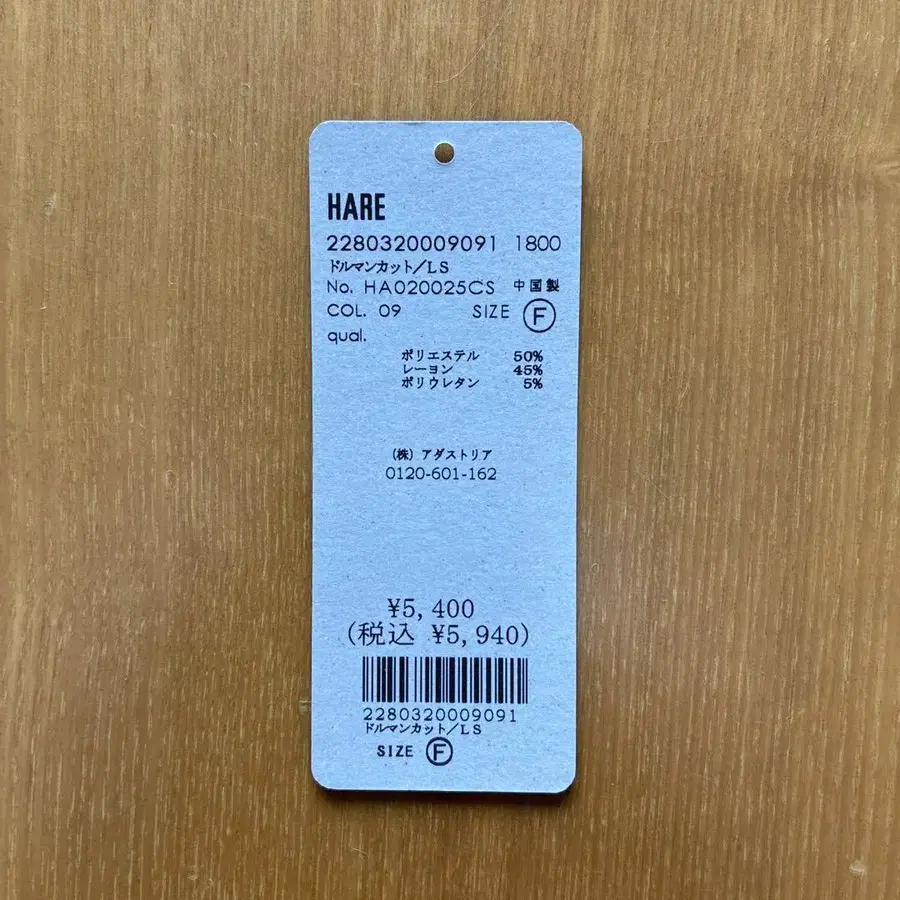 HARE
2280320009091 1800
ドルマンカット/LS
No. HA020025CS 中国製
COL. 09 SIZE Ⓕ
qual.
ポリエステル 50%
レーヨン 45%
ポリウレタン 5%
(株) アダストリア
0120-601-162
¥5,400
(税込 ¥5,940)
2280320009091
ドルマンカット/LS
SIZE Ⓕ